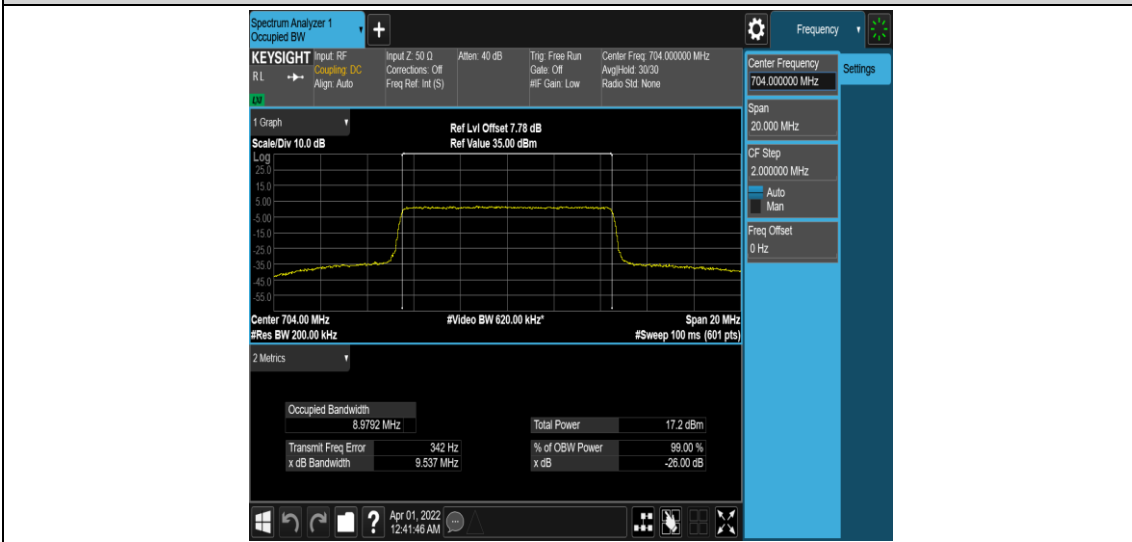 Spectrum Analyzer 1
Occupied BW
+
Frequency
KEYSIGHT
R L
LXI
Input: RF
Coupling: DC
Align: Auto
Input Z: 50 Ω
Corrections: Off
Freq Ref: Int (S)
Atten: 40 dB
Trig: Free Run
Gate: Off
#IF Gain: Low
Center Freq: 704.000000 MHz
Avg|Hold: 30/30
Radio Std: None
Center Frequency
704.000000 MHz
Settings
Span
20.000 MHz
CF Step
2.000000 MHz
Auto
Man
Freq Offset
0 Hz
1 Graph
Scale/Div 10.0 dB
Ref Lvl Offset 7.78 dB
Ref Value 35.00 dBm
Log
25.0
15.0
5.00
-5.00
-15.0
-25.0
-35.0
-45.0
-55.0
Center 704.00 MHz
#Video BW 620.00 kHz*
Span 20 MHz
#Res BW 200.00 kHz
#Sweep 100 ms (601 pts)
2 Metrics
Occupied Bandwidth
8.9792 MHz
Total Power 17.2 dBm
Transmit Freq Error 342 Hz
% of OBW Power 99.00 %
x dB Bandwidth 9.537 MHz
x dB -26.00 dB
?
Apr 01, 2022
12:41:46 AM